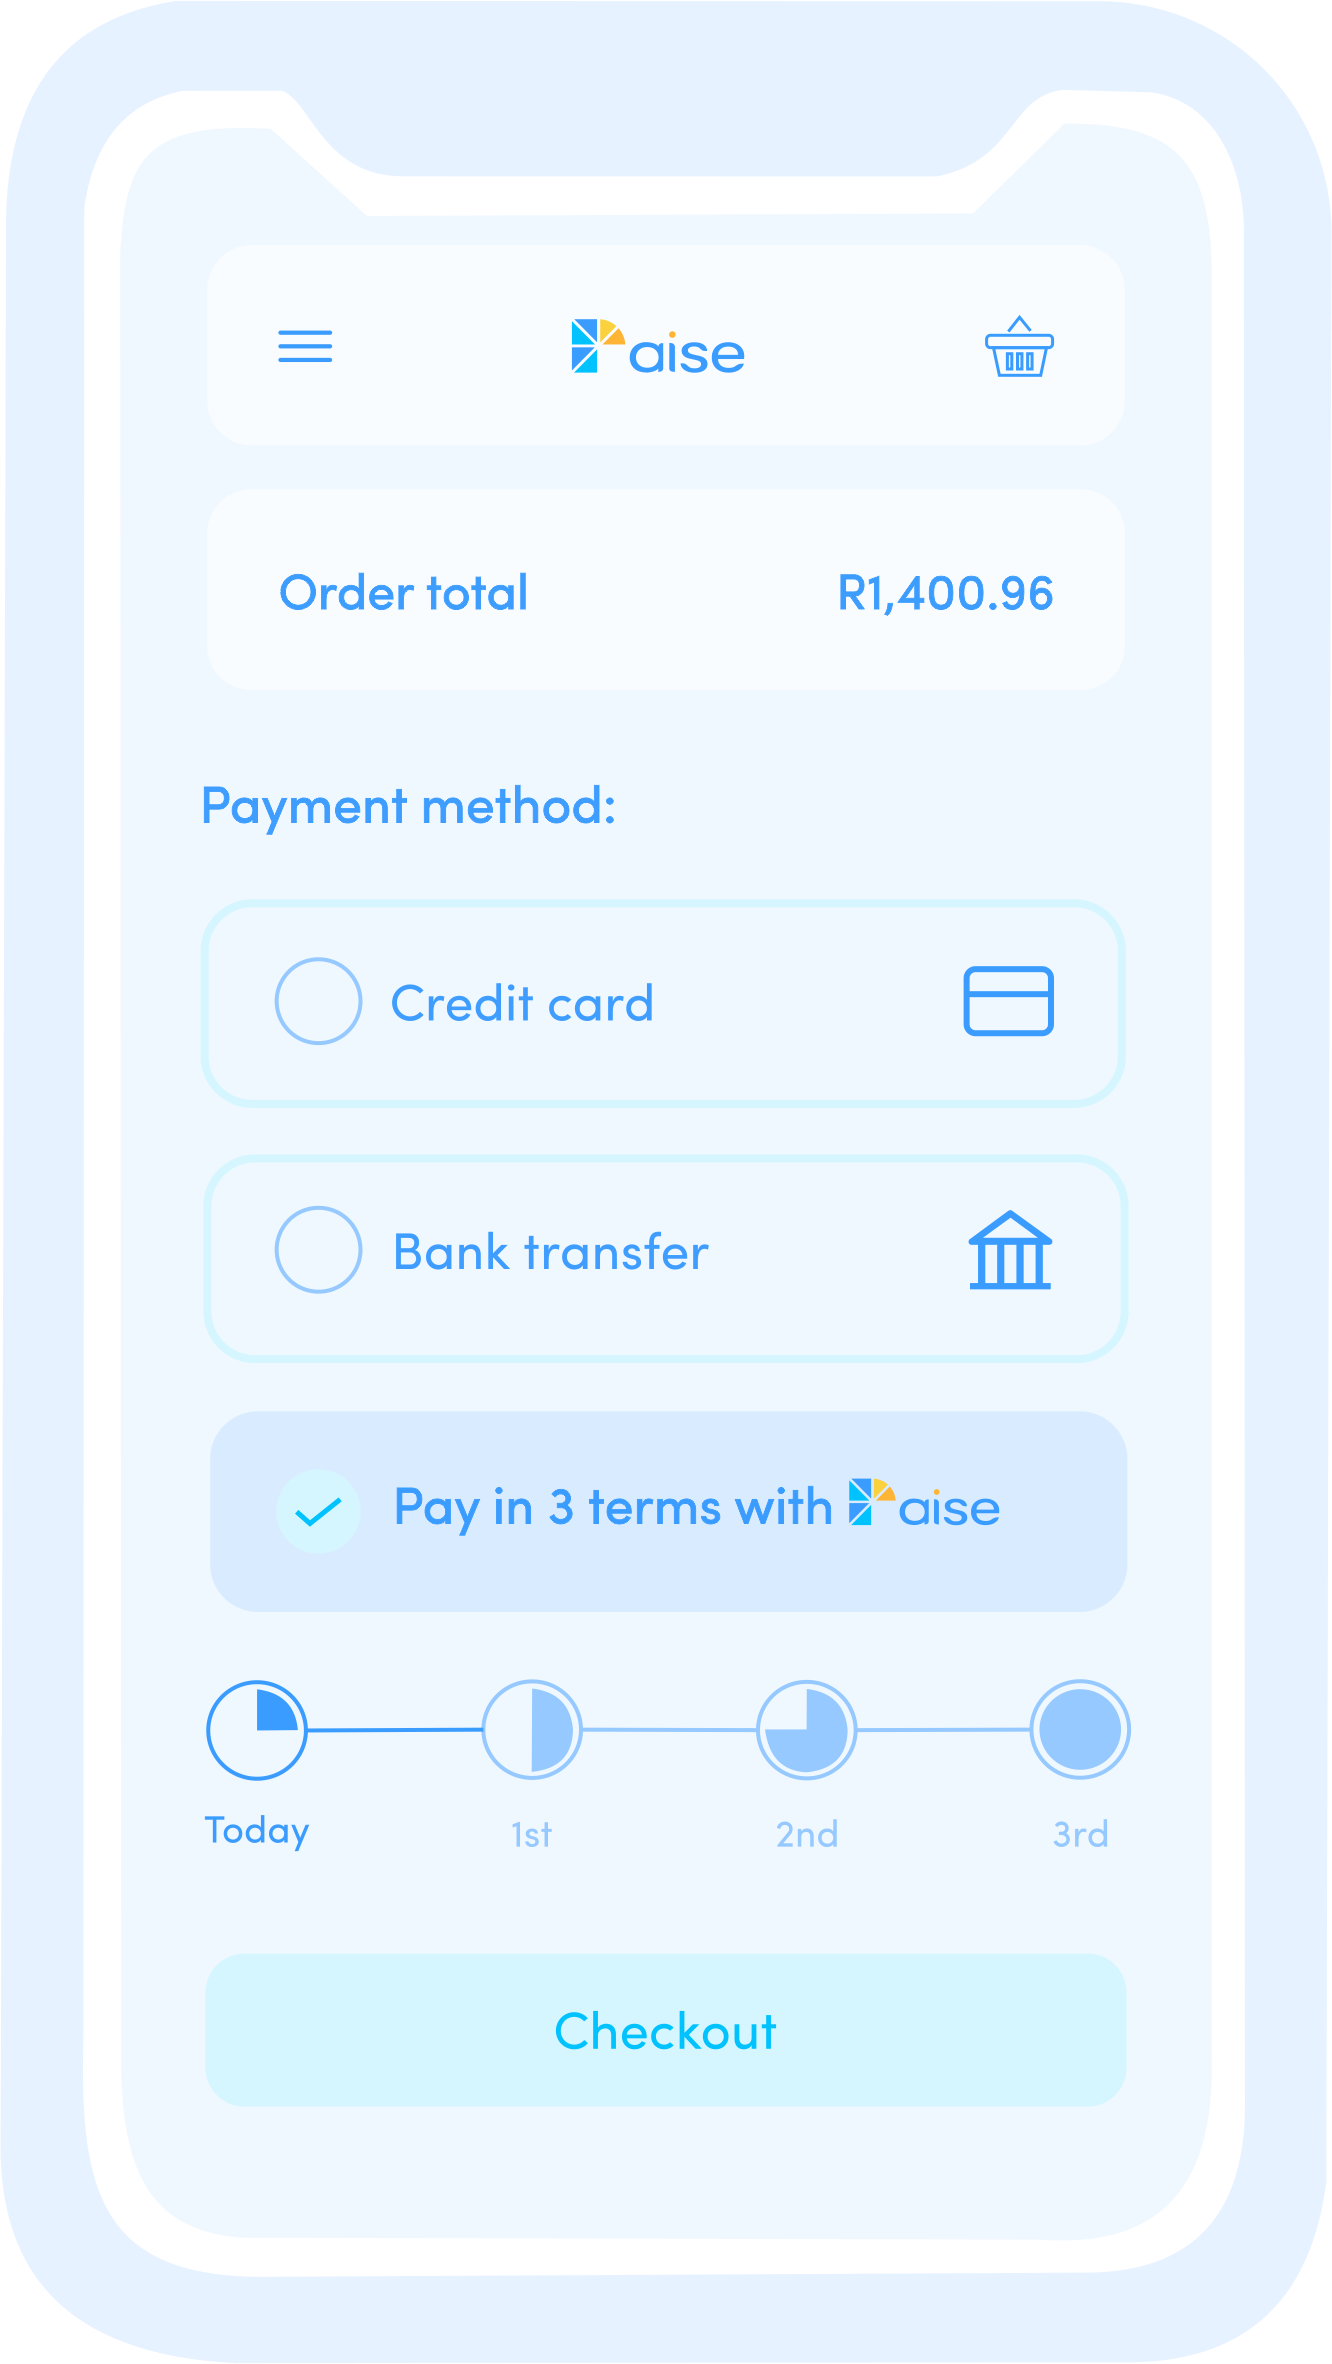 Paise
Order total R1,400.96
Payment method:
Credit card
Bank transfer
Pay in 3 terms with Paise
Today 1st 2nd 3rd
Checkout